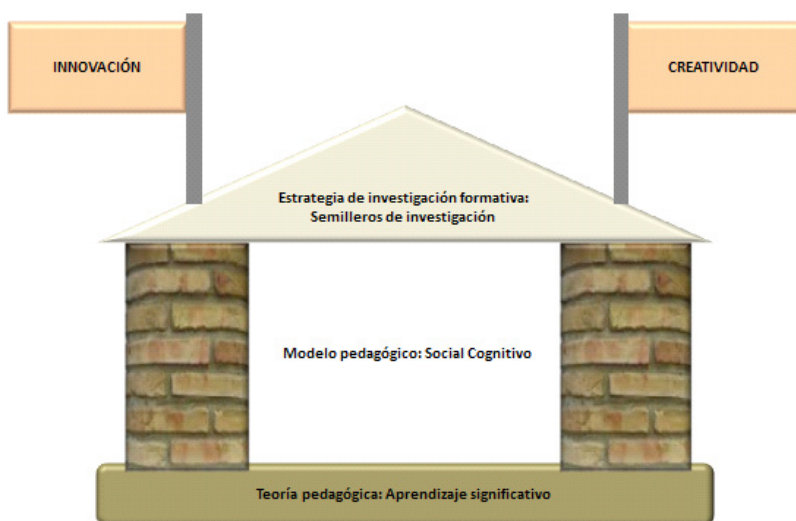 INNOVACIÓN
CREATIVIDAD
Estrategia de investigación formativa:
Semilleros de investigación
Modelo pedagógico: Social Cognitivo
Teoría pedagógica: Aprendizaje significativo